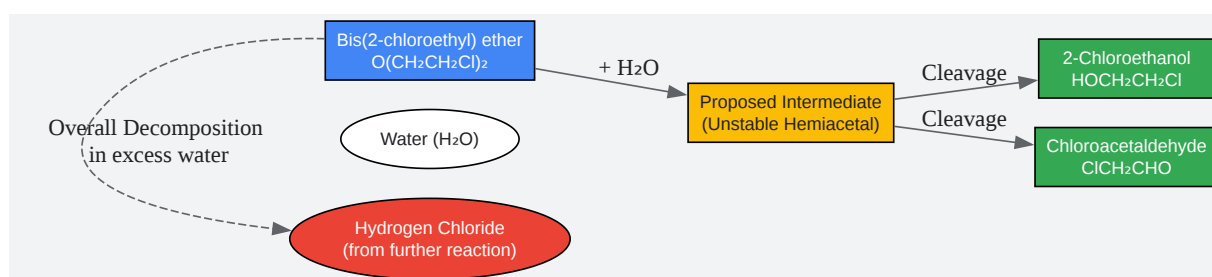 Bis(2-chloroethyl) ether
O(CH₂CH₂Cl)₂
+ H₂O
Proposed Intermediate
(Unstable Hemiacetal)
Cleavage
2-Chloroethanol
HOCH₂CH₂Cl
Cleavage
Chloroacetaldehyde
ClCH₂CHO
Overall Decomposition
in excess water
Water (H₂O)
Hydrogen Chloride
(from further reaction)